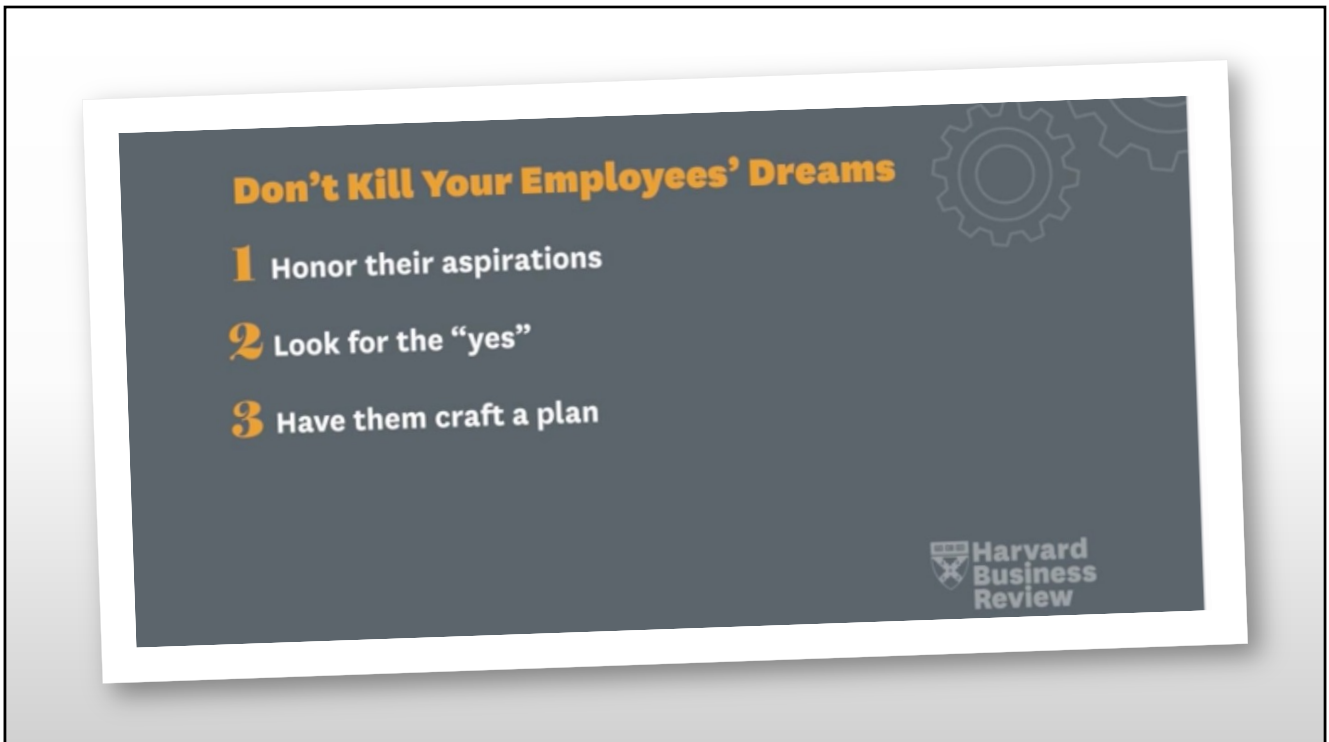 Don’t Kill Your Employees’ Dreams
1 Honor their aspirations
2 Look for the “yes”
3 Have them craft a plan
Harvard
Business
Review